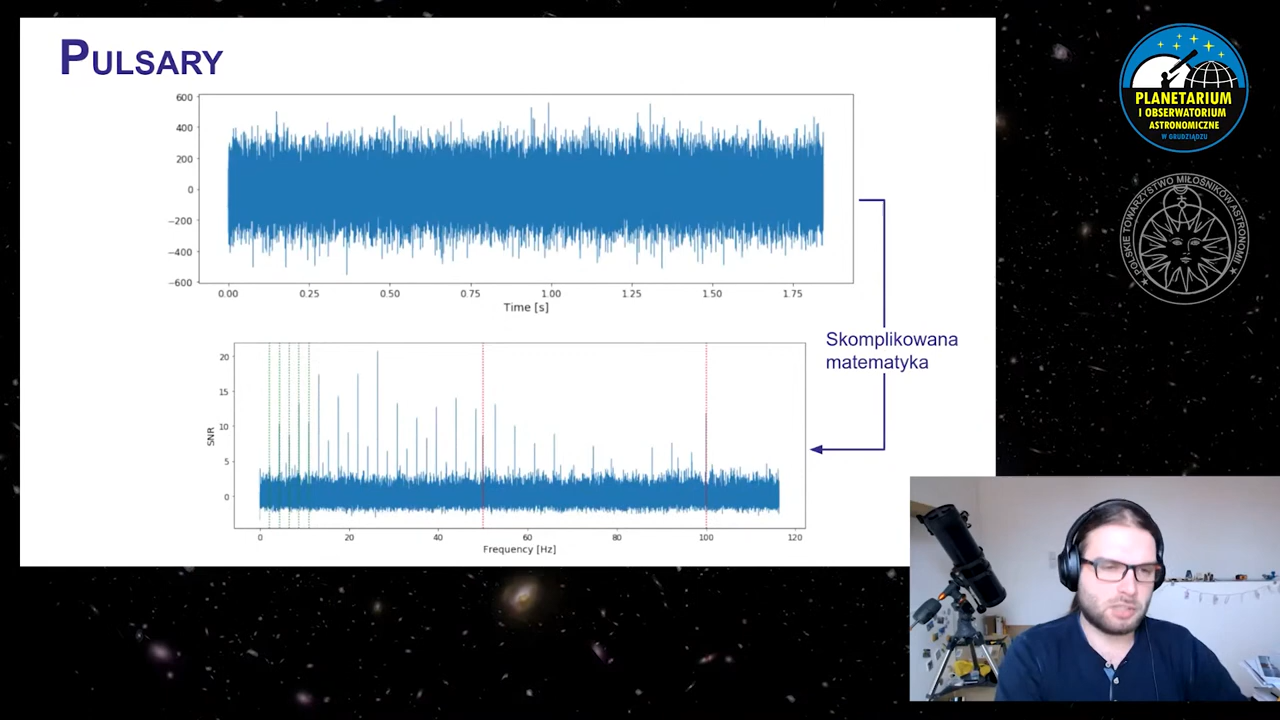 PULSARY
600
400
200
0
−200
−400
−600
0.00 0.25 0.50 0.75 1.00 1.25 1.50 1.75
Time [s]
Skomplikowana
matematyka
20
15
10
5
0
SNR
0 20 40 60 80 100 120
Frequency [Hz]
PLANETARIUM
I OBSERWATORIUM
ASTRONOMICZNE
W GRUDZIĄDZU
POLSKIE TOWARZYSTWO MIŁOŚNIKÓW ASTRONOMII